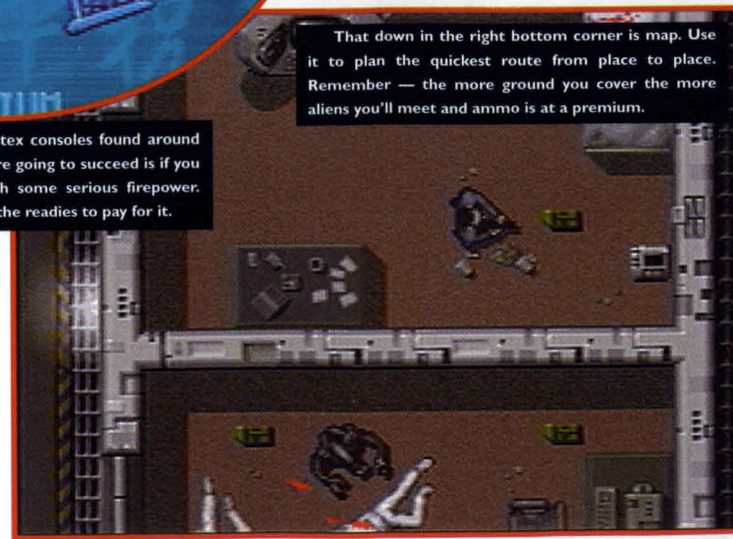 That down in the right bottom corner is map. Use
it to plan the quickest route from place to place.
Remember — the more ground you cover the more
aliens you'll meet and ammo is at a premium.
tex consoles found around
re going to succeed is if you
h some serious firepower.
the readies to pay for it.